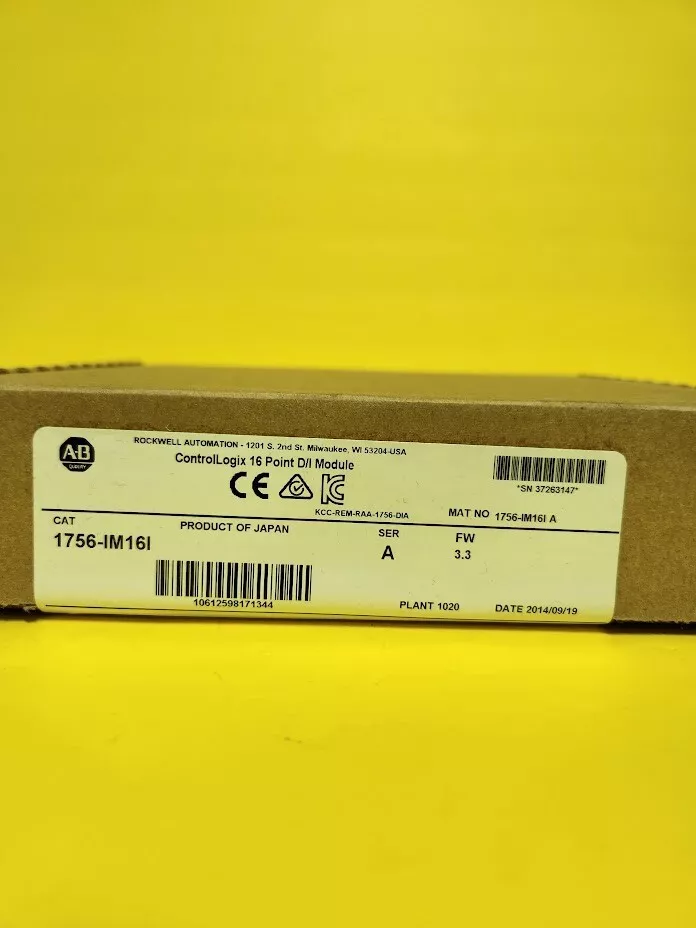 A-B
QUALITY
ROCKWELL AUTOMATION - 1201 S. 2nd St. Milwaukee, WI 53204-USA
ControlLogix 16 Point D/I Module
CE
KCC-REM-RAA-1756-DIA
*SN 37263147*
MAT NO 1756-IM16I A
CAT
1756-IM16I
PRODUCT OF JAPAN
SER
A
FW
3.3
10612598171344
PLANT 1020
DATE 2014/09/19